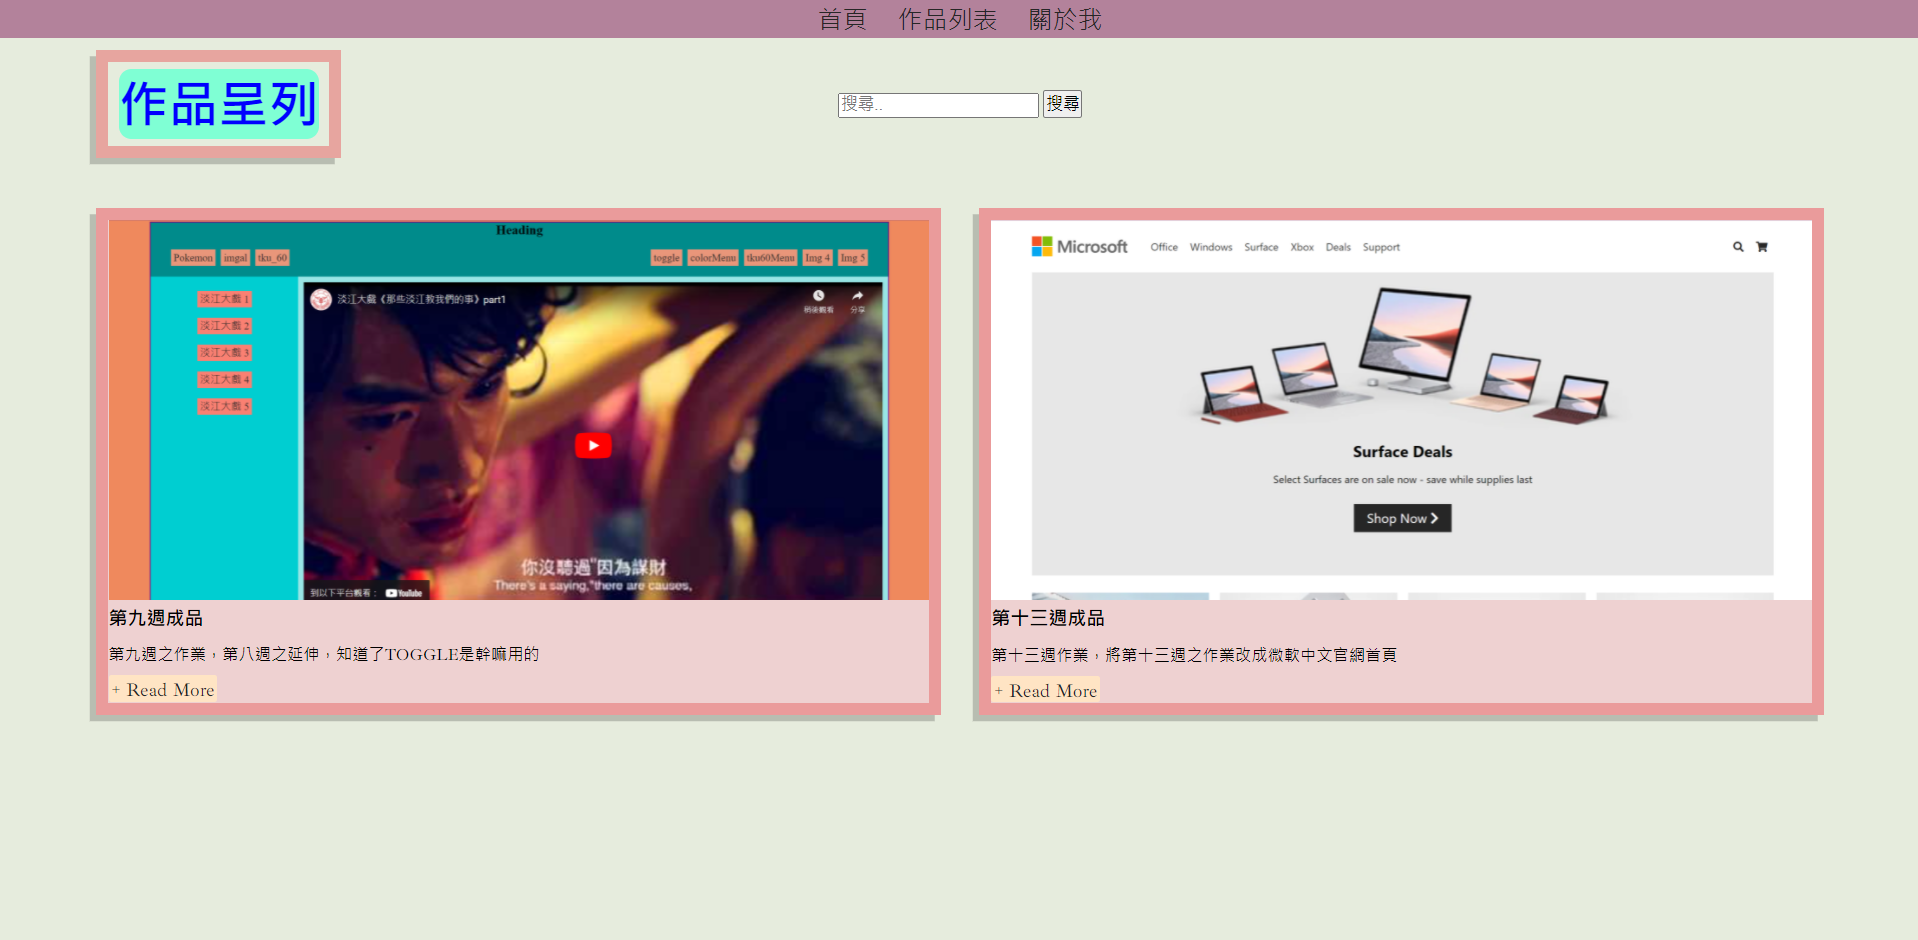 首頁 作品列表 關於我
作品呈列
搜尋.. 搜尋
Heading
Pokemon imgal tku_60 toggle colorMenu tku60Menu Img 4 Img 5
淡江大戲 1
淡江大戲 2
淡江大戲 3
淡江大戲 4
淡江大戲 5
淡江大戲《那些淡江教我們的事》part1
稍後觀看 分享
你沒聽過"因為謀財
There's a saying,"there are causes,
到以下平台觀看： YouTube
第九週成品
第九週之作業，第八週之延伸，知道了TOGGLE是幹嘛用的
+ Read More
Microsoft Office Windows Surface Xbox Deals Support
Surface Deals
Select Surfaces are on sale now - save while supplies last
Shop Now
第十三週成品
第十三週作業，將第十三週之作業改成微軟中文官網首頁
+ Read More